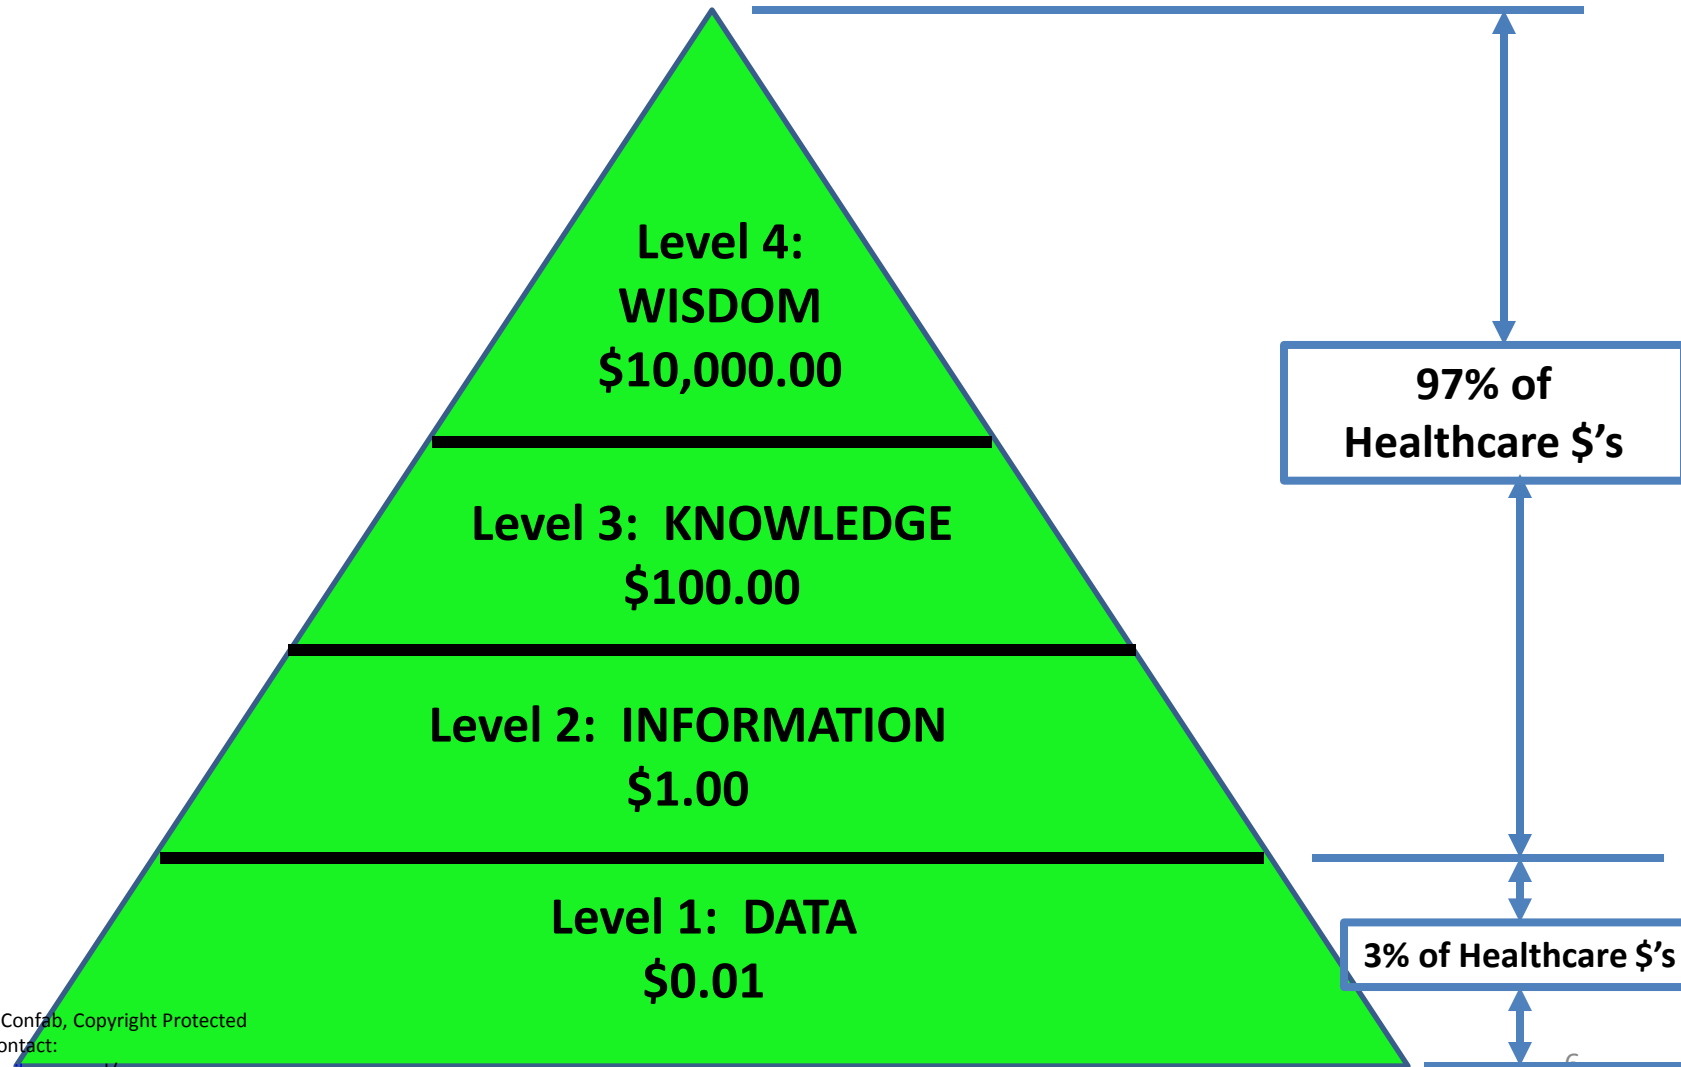 Level 4:
WISDOM
$10,000.00
97% of
Healthcare $’s
Level 3:  KNOWLEDGE
$100.00
Level 2:  INFORMATION
$1.00
Level 1:  DATA
$0.01
3% of Healthcare $’s
Confab, Copyright Protected